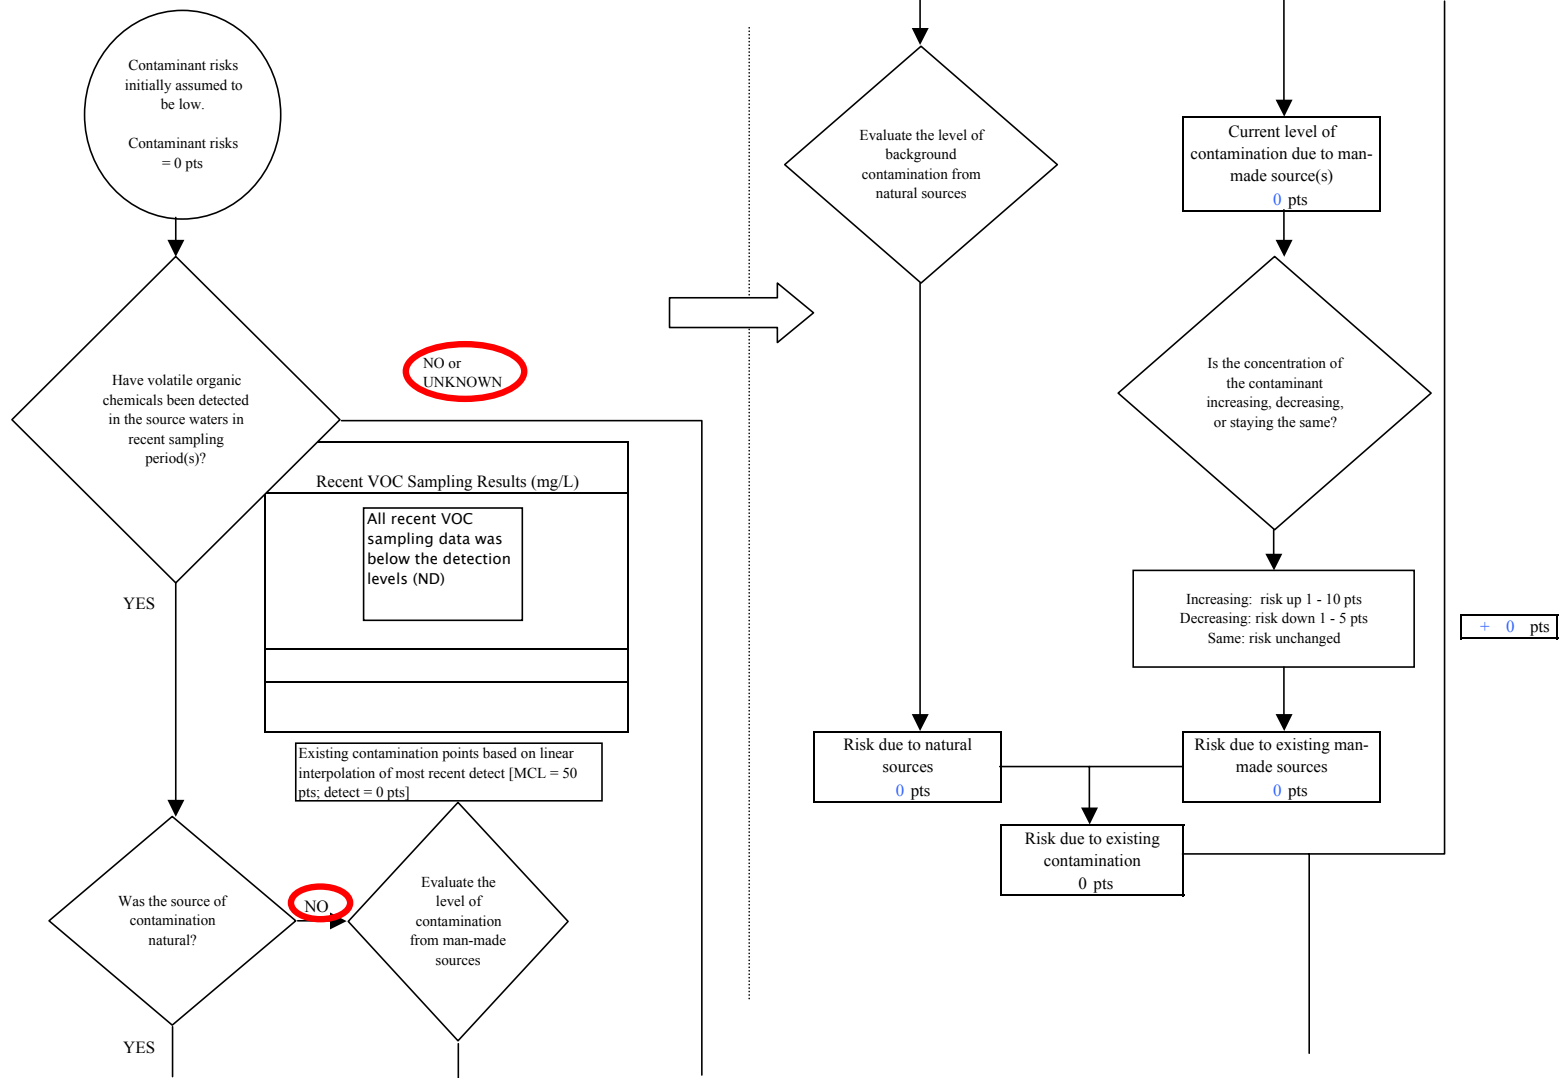 Contaminant risks
initially assumed to
be low.
Contaminant risks
= 0 pts
Have volatile organic
chemicals been detected
in the source waters in
recent sampling
period(s)?
NO or
UNKNOWN
Recent VOC Sampling Results (mg/L)
All recent VOC
sampling data was
below the detection
levels (ND)
YES
Existing contamination points based on linear
interpolation of most recent detect [MCL = 50
pts; detect = 0 pts]
Was the source of
contamination
natural?
NO
Evaluate the
level of
contamination
from man-made
sources
YES
Evaluate the level of
background
contamination from
natural sources
Current level of
contamination due to man-
made source(s)
0 pts
Is the concentration of
the contaminant
increasing, decreasing,
or staying the same?
Increasing: risk up 1 - 10 pts
Decreasing: risk down 1 - 5 pts
Same: risk unchanged
+ 0 pts
Risk due to natural
sources
0 pts
Risk due to existing man-
made sources
0 pts
Risk due to existing
contamination
0 pts